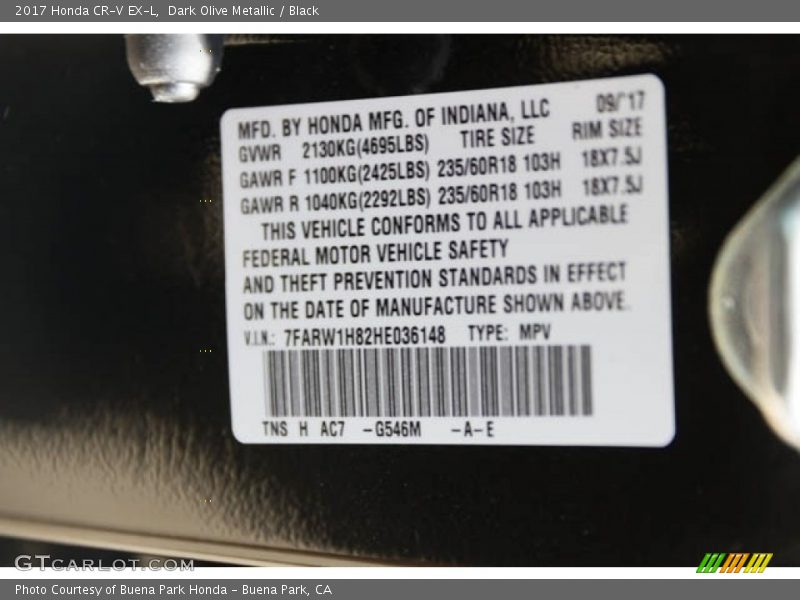 2017 Honda CR-V EX-L, Dark Olive Metallic / Black
09/'17
MFD. BY HONDA MFG. OF INDIANA, LLC
GVWR 2130KG(4695LBS) TIRE SIZE RIM SIZE
GAWR F 1100KG(2425LBS) 235/60R18 103H 18X7.5J
GAWR R 1040KG(2292LBS) 235/60R18 103H 18X7.5J
THIS VEHICLE CONFORMS TO ALL APPLICABLE
FEDERAL MOTOR VEHICLE SAFETY
AND THEFT PREVENTION STANDARDS IN EFFECT
ON THE DATE OF MANUFACTURE SHOWN ABOVE.
V.I.N.: 7FARW1H82HE036148 TYPE: MPV
TNS H AC7 -G546M -A-E
GTCARLOT.COM
Photo Courtesy of Buena Park Honda - Buena Park, CA